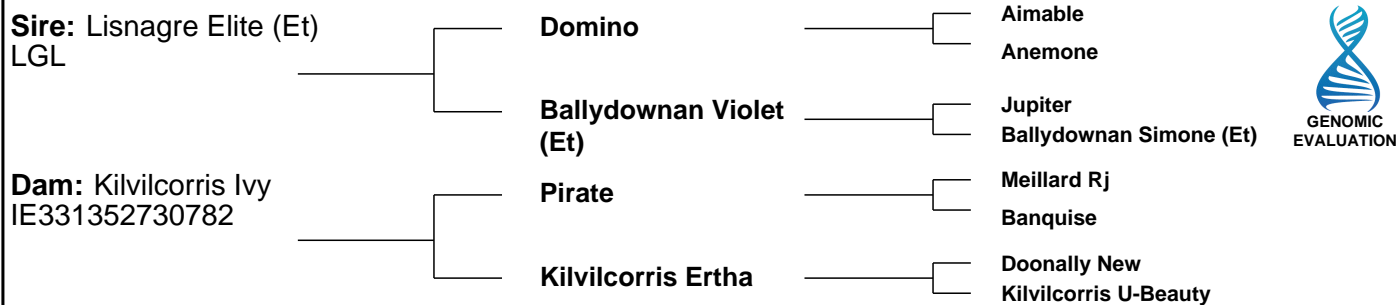 Sire: Lisnagre Elite (Et)
LGL
Domino
Aimable
Anemone
Ballydownan Violet
(Et)
Jupiter
Ballydownan Simone (Et)
GENOMIC
EVALUATION
Dam: Kilvilcorris Ivy
IE331352730782
Pirate
Meillard Rj
Banquise
Kilvilcorris Ertha
Doonally New
Kilvilcorris U-Beauty